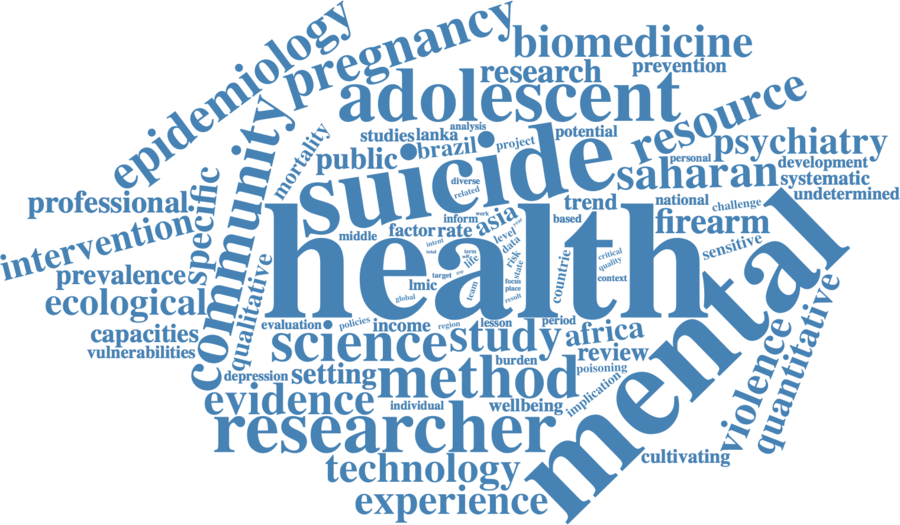 epidemiology
pregnancy
biomedicine
research
prevention
adolescent
resource
community
mortality
studies
lanka
analysis
potential
public
brazil
project
suicide
psychiatry
personal
development
saharan
systematic
undetermined
professional
specific
diverse
related
trend
national
challenge
firearm
intervention
inform
work
asia
based
middle
factor
rate
level
year
data
sensitive
health
mental
intent
total
term
life
risk
critical
quality
context
countrie
prevalence
qualitative
target
lmic
team
state
focus
place
result
global
ecological
capacities
vulnerabilities
evaluation
policies
income
region
lesson
period
science
study
africa
review
burden
poisoning
depression
setting
method
implication
violence
quantitative
evidence
individual
wellbeing
researcher
cultivating
technology
experience